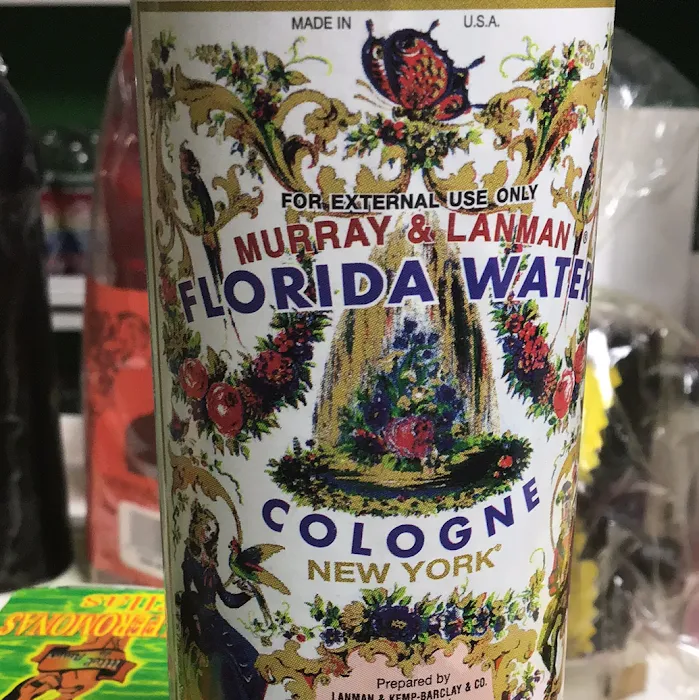 MADE IN U.S.A.
FOR EXTERNAL USE ONLY
MURRAY & LANMAN®
FLORIDA WATER
COLOGNE
NEW YORK®
Prepared by
LANMAN & KEMP-BARCLAY & CO.